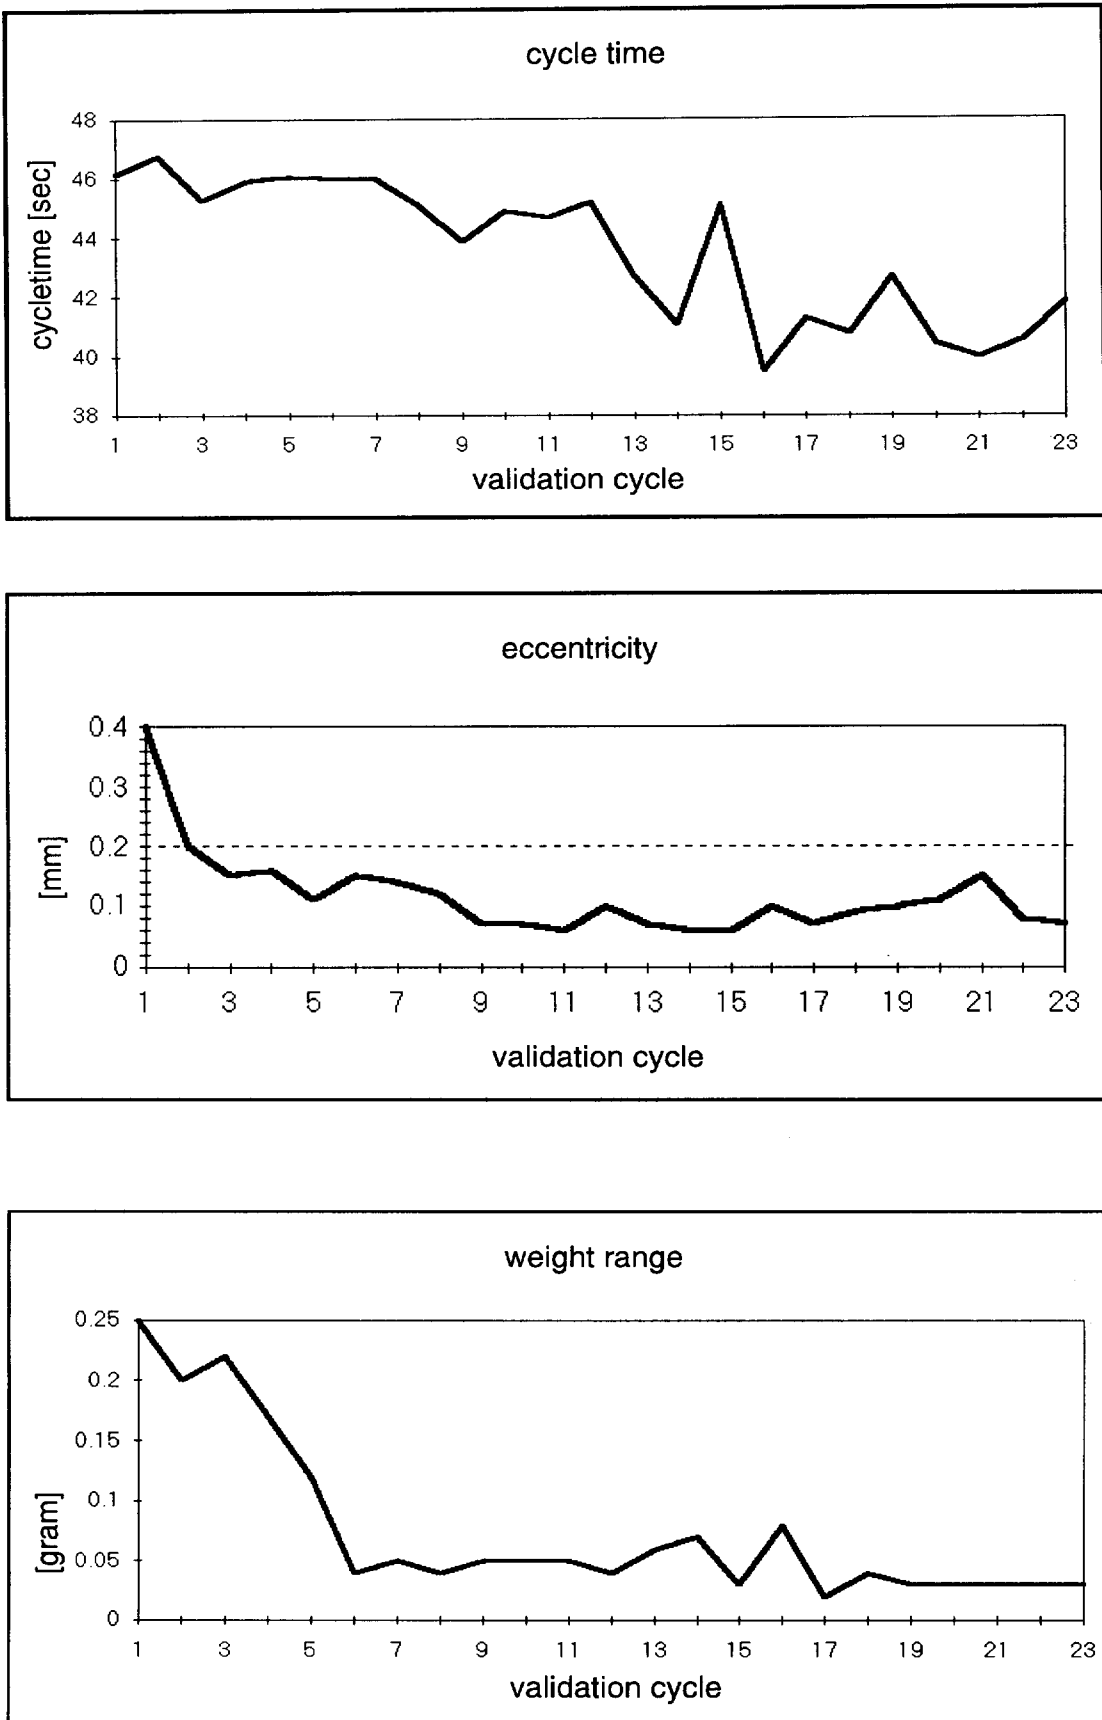 cycle time
48
46
44
42
40
38
cycletime [sec]
1 3 5 7 9 11 13 15 17 19 21 23
validation cycle
eccentricity
0.4
0.3
0.2
0.1
0
[mm]
1 3 5 7 9 11 13 15 17 19 21 23
validation cycle
weight range
0.25
0.2
0.15
0.1
0.05
0
[gram]
1 3 5 7 9 11 13 15 17 19 21 23
validation cycle